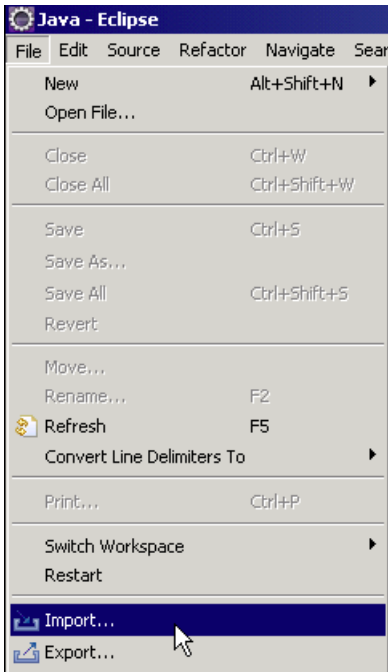 Java - Eclipse
File Edit Source Refactor Navigate Sear
New Alt+Shift+N
Open File...
Close Ctrl+W
Close All Ctrl+Shift+W
Save Ctrl+S
Save As...
Save All Ctrl+Shift+S
Revert
Move...
Rename... F2
Refresh F5
Convert Line Delimiters To
Print... Ctrl+P
Switch Workspace
Restart
Import...
Export...